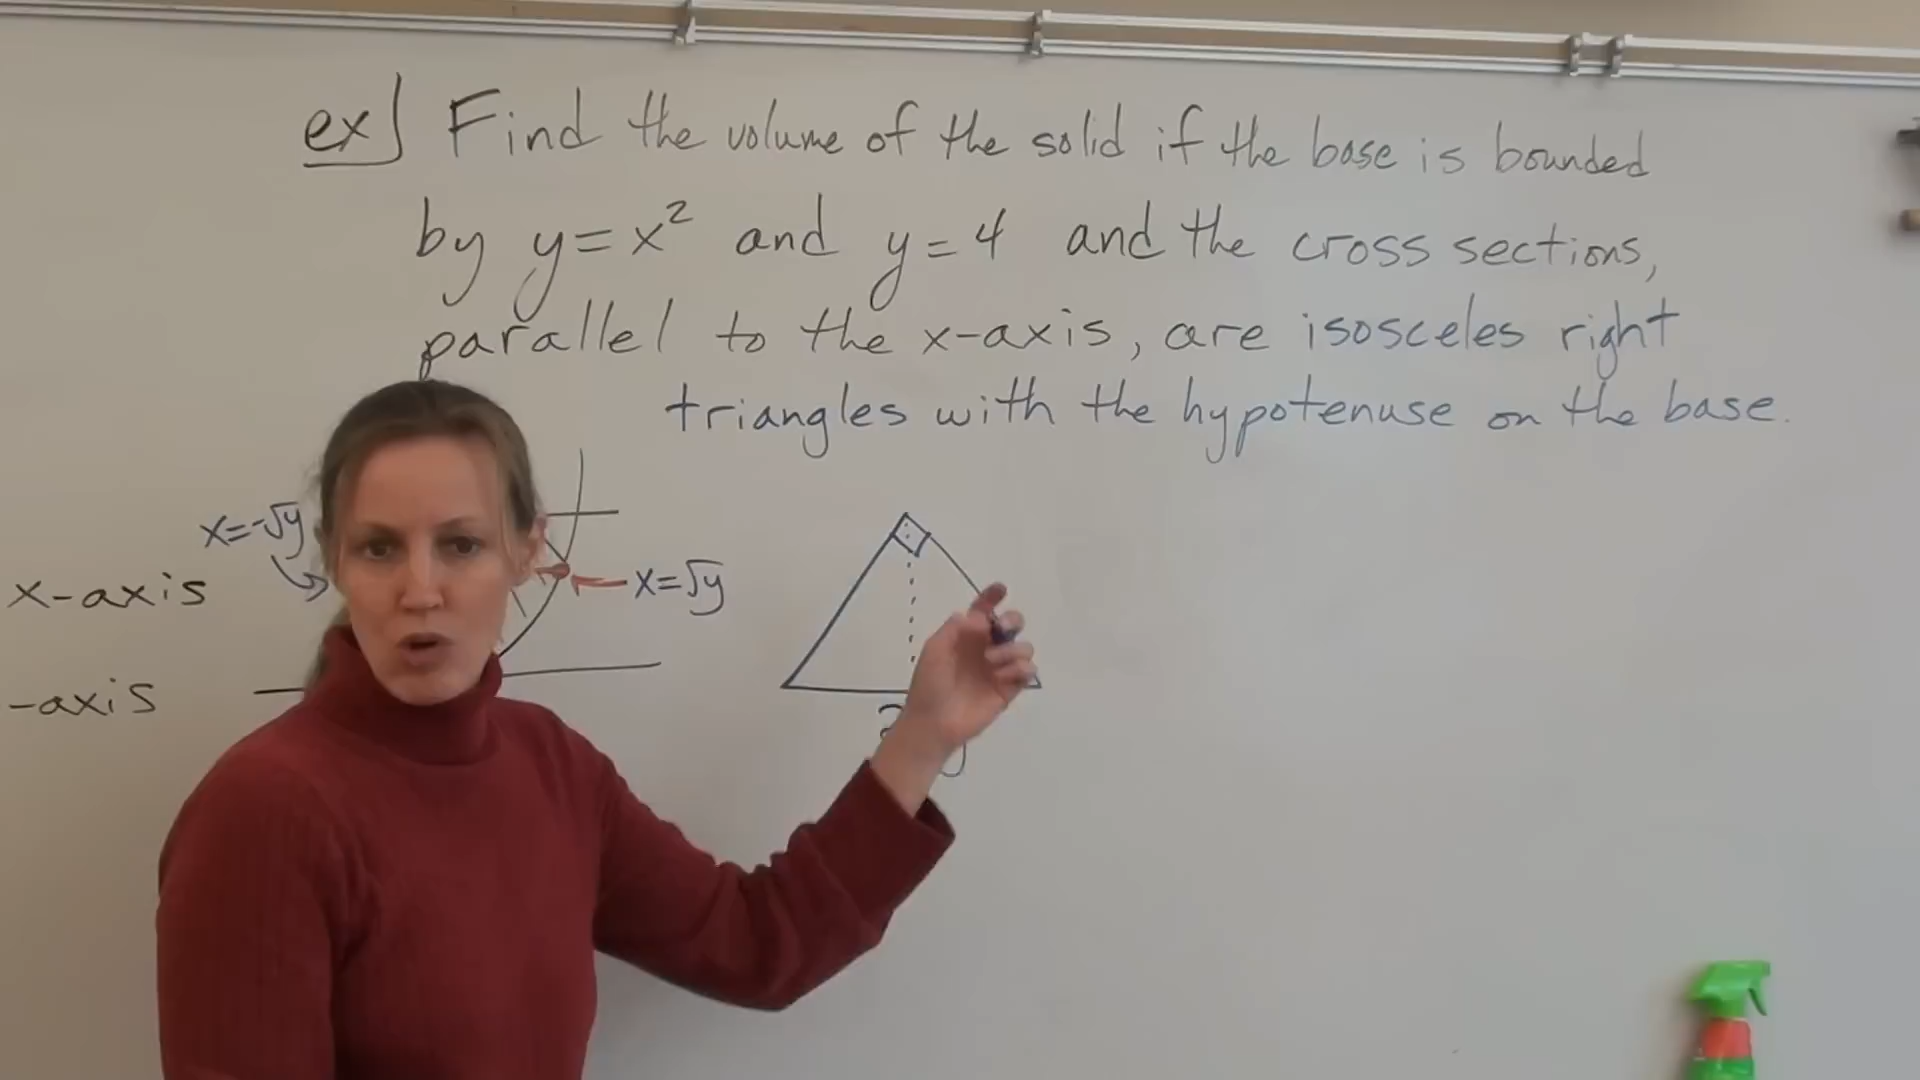 ex) Find the volume of the solid if the base is bounded
by y=x² and y=4 and the cross sections,
parallel to the x-axis, are isosceles right
triangles with the hypotenuse on the base.
x=-√y
x-axis
x=√y
-axis